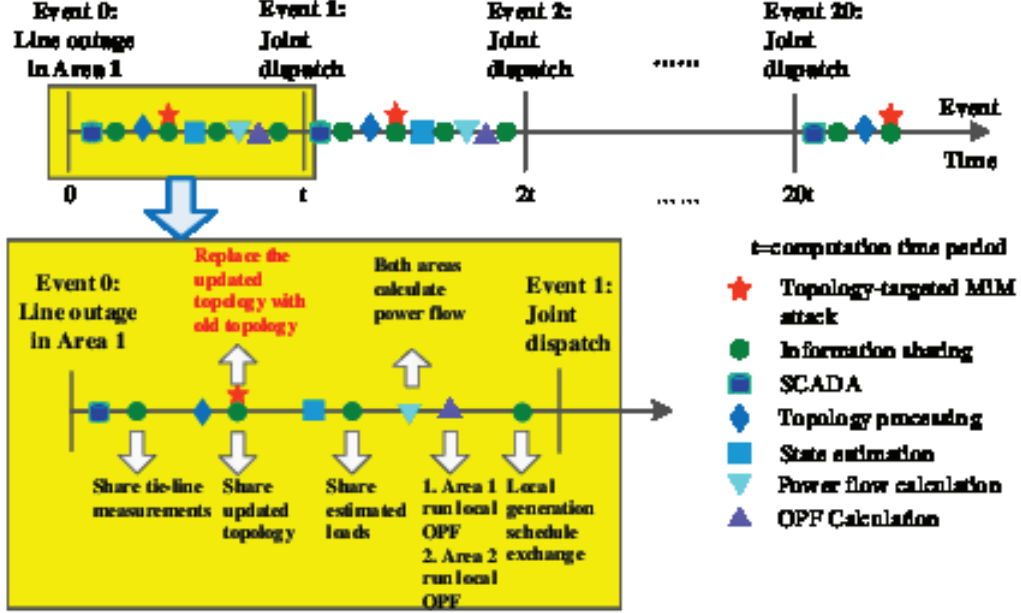 Event 0:
Line outage
in Area 1
Event 1:
Joint
dispatch
Event 2:
Joint
dispatch
......
Event 20:
Joint
dispatch
Event
Time
0
t
2t
... ...
20t
t=computation time period
Topology-targeted MIM
attack
Information sharing
SCADA
Topology processing
State estimation
Power flow calculation
OPF Calculation
Event 0:
Line outage
in Area 1
Replace the
updated
topology with
old topology
Both areas
calculate
power flow
Event 1:
Joint
dispatch
Share tie-line
measurements
Share
updated
topology
Share
estimated
loads
1. Area 1
run local
OPF
2. Area 2
run local
OPF
Local
generation
schedule
exchange